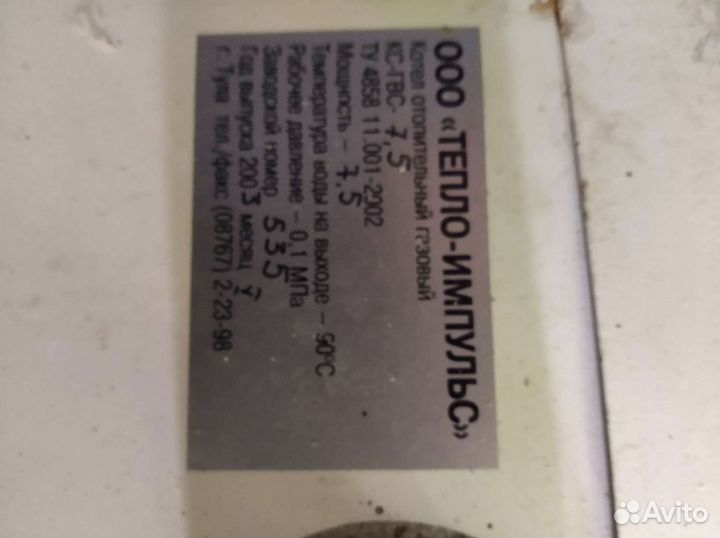 ООО «ТЕПЛО-ИМПУЛЬС»
Котел отопительный газовый
КС-ГВС- 7,5
ТУ 4858 11.001-2002
Мощность – 7.5
Температура воды на выходе – 90°С
Рабочее давление – 0,1 МПа
Заводской номер 535
Год выпуска 2003 месяц
г. Тула тел./факс (08767) 2-23-98
Avito